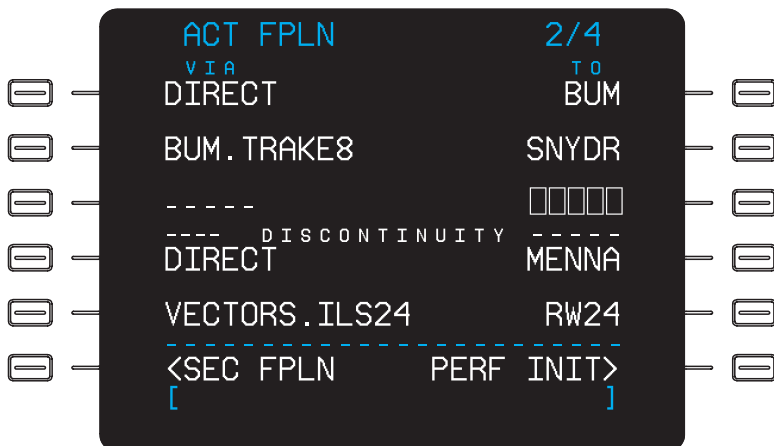 ACT FPLN 2/4
VIA TO
DIRECT BUM
BUM.TRAKE8 SNYDR
----- □□□□□
---- DISCONTINUITY -----
DIRECT MENNA
VECTORS.ILS24 RW24
--------------------------
<SEC FPLN PERF INIT>
[ ]